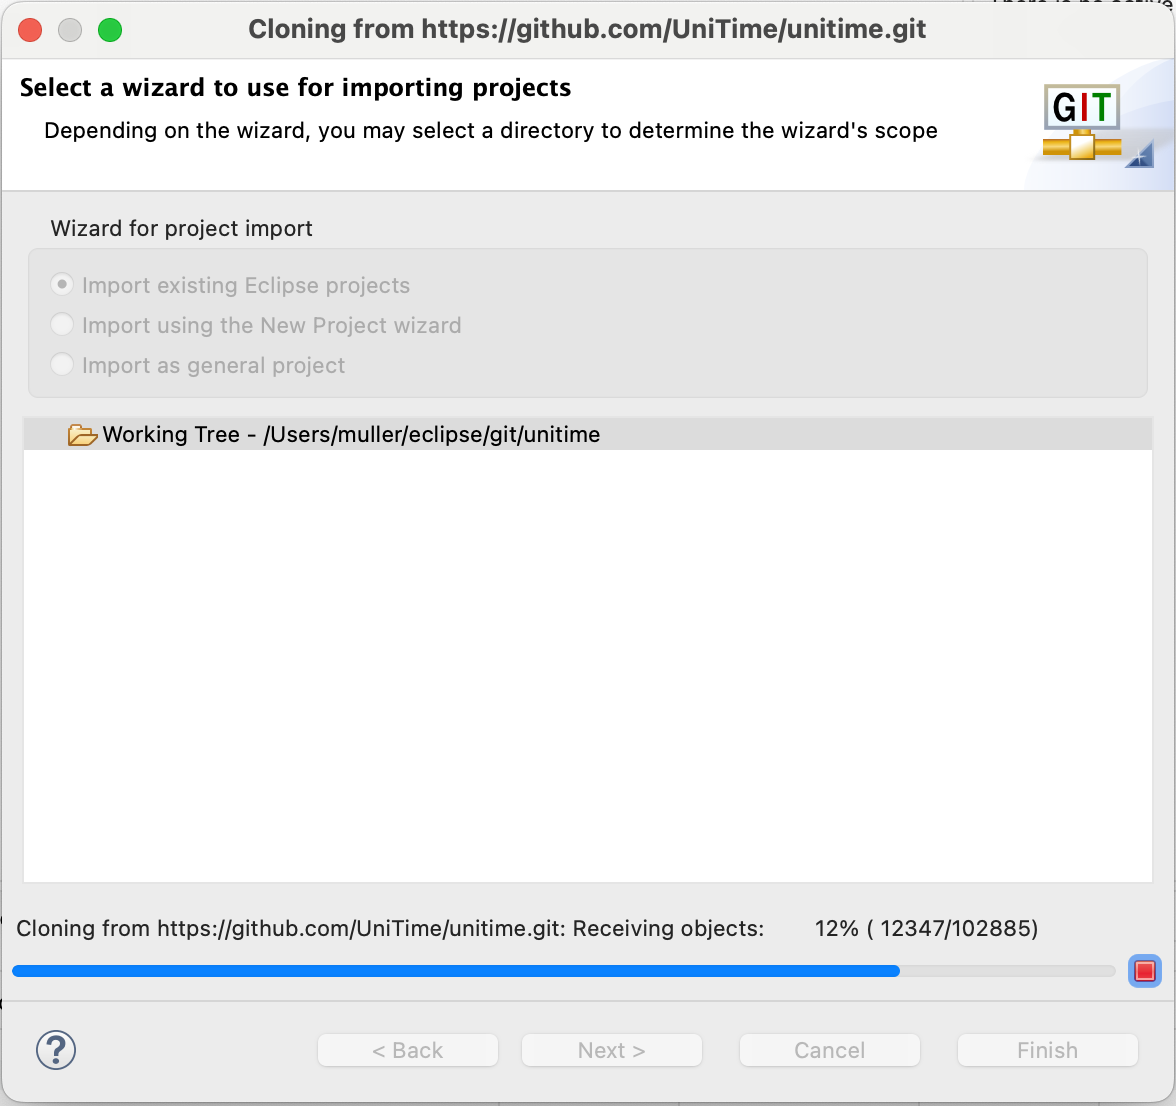 Cloning from https://github.com/UniTime/unitime.git
Select a wizard to use for importing projects
Depending on the wizard, you may select a directory to determine the wizard's scope
GIT
Wizard for project import
Import existing Eclipse projects
Import using the New Project wizard
Import as general project
Working Tree - /Users/muller/eclipse/git/unitime
Cloning from https://github.com/UniTime/unitime.git: Receiving objects: 12% ( 12347/102885)
? < Back Next > Cancel Finish